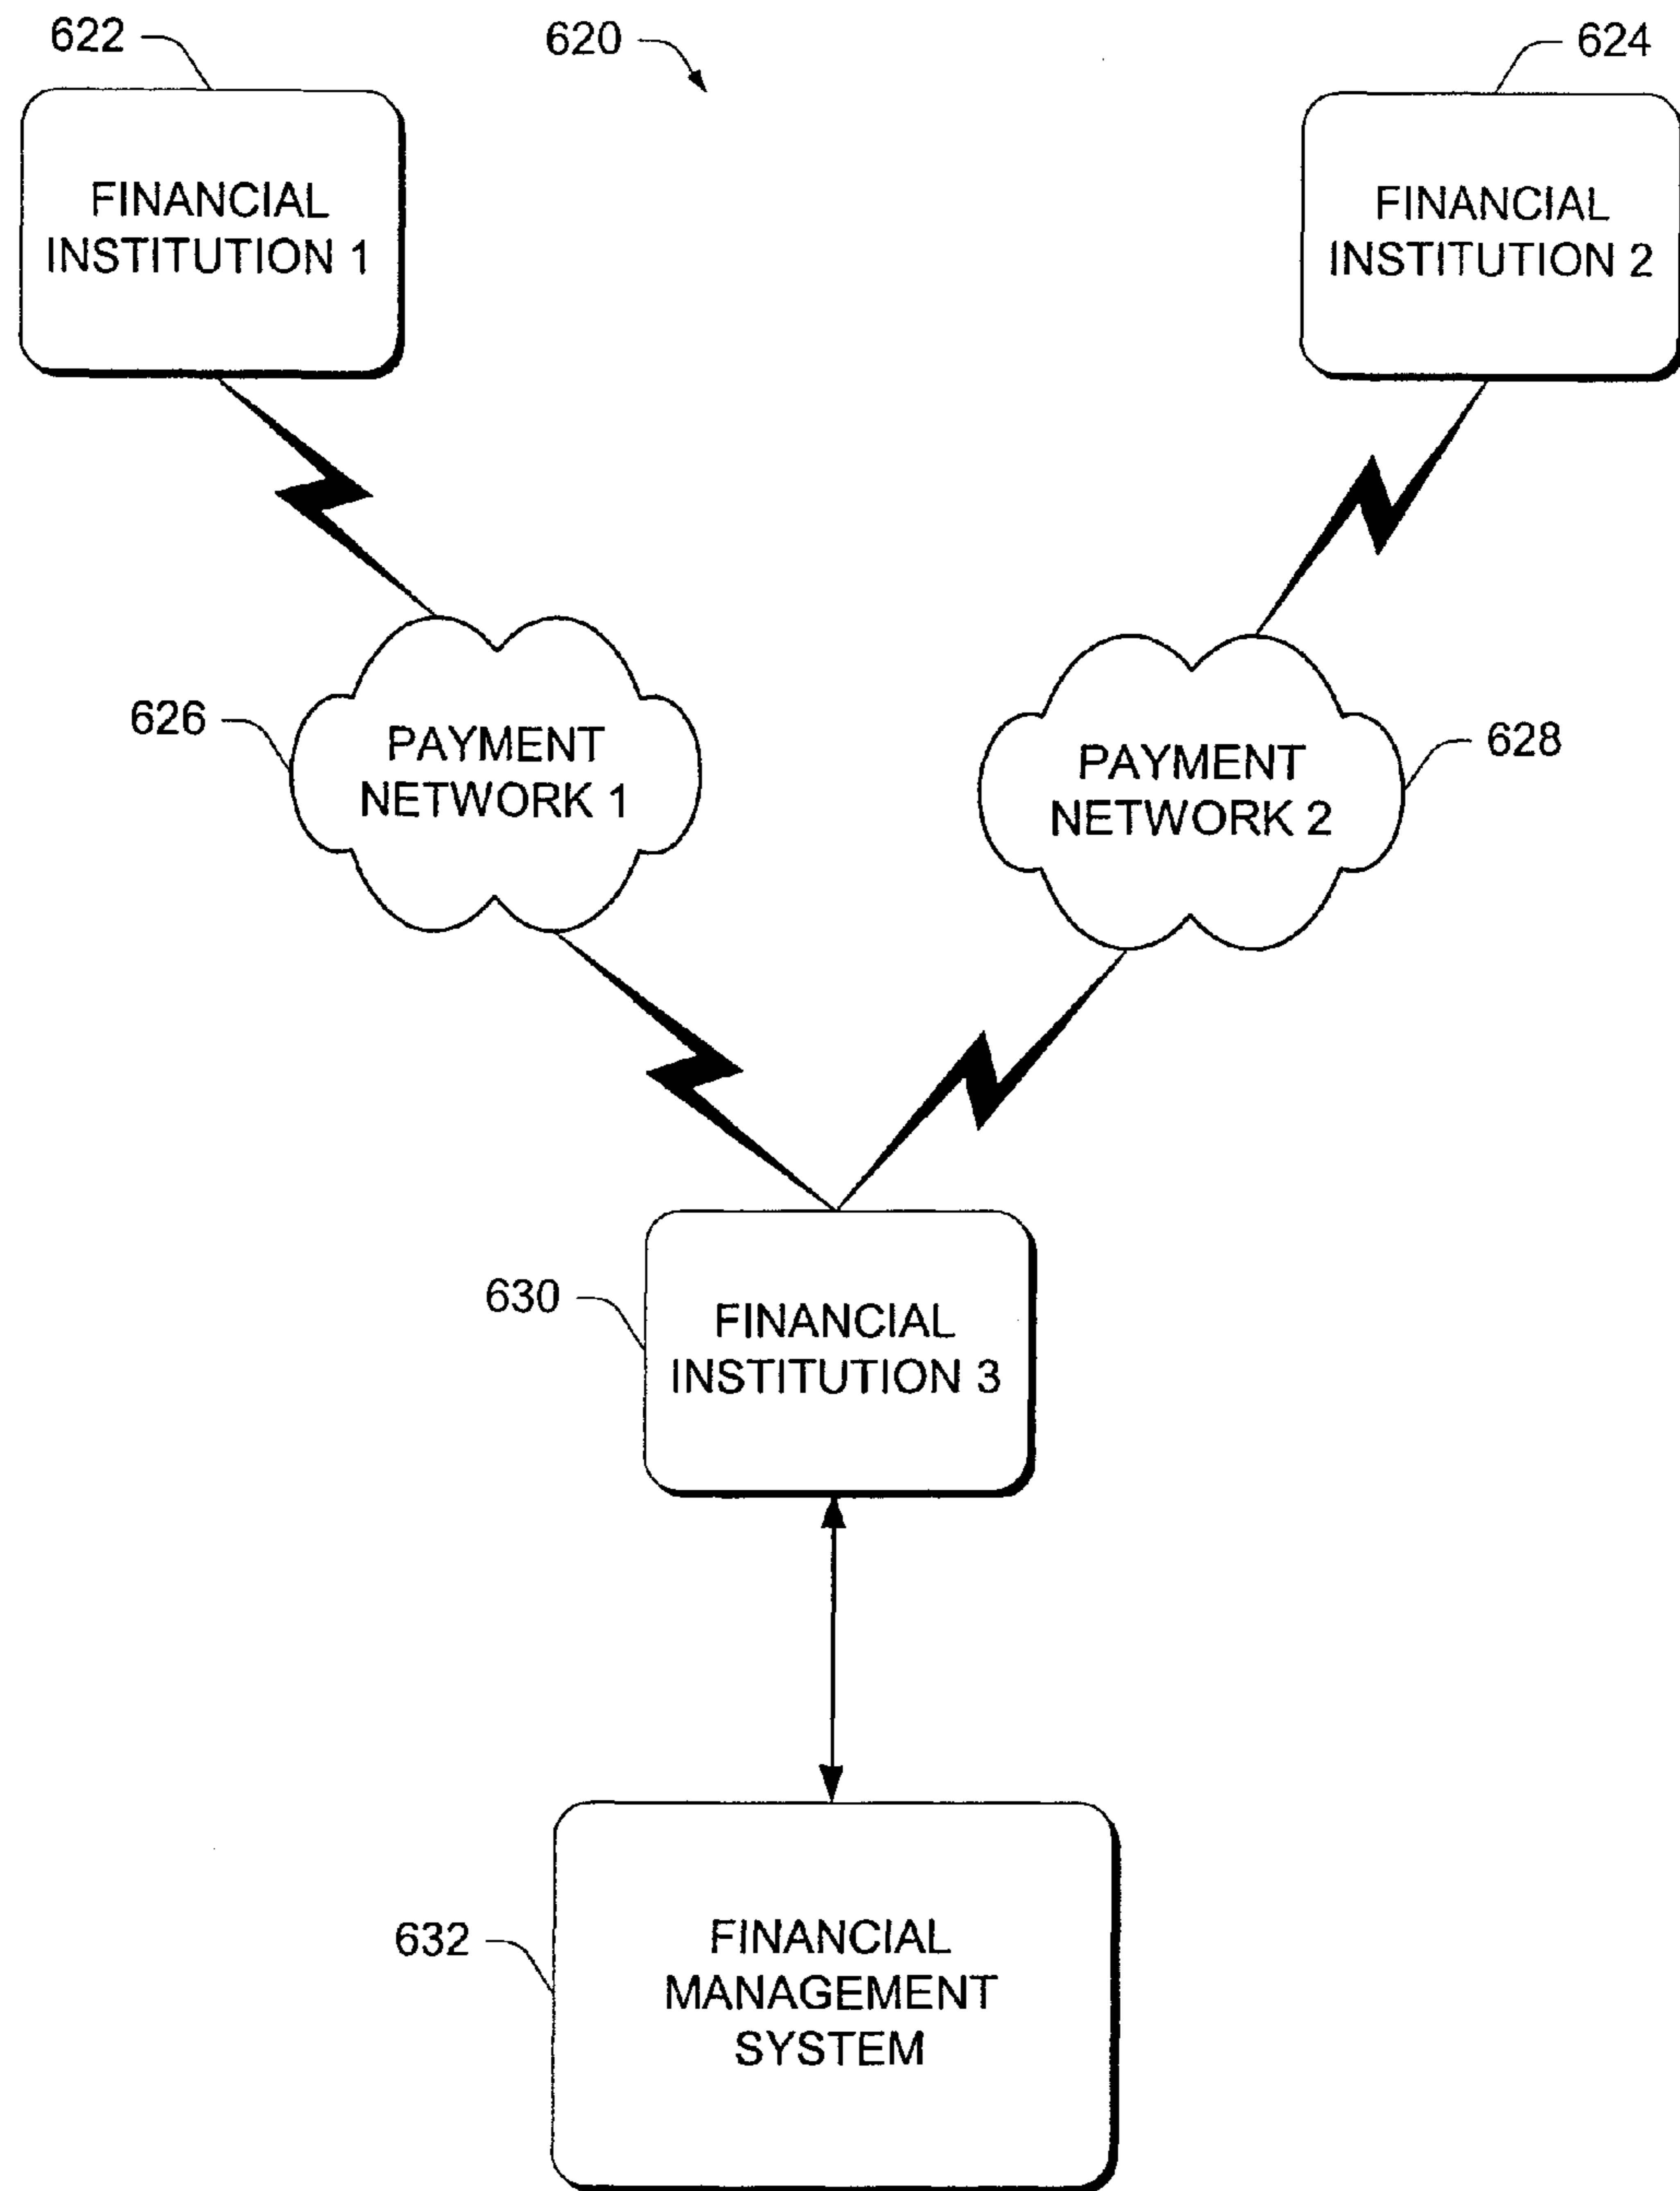 622
620
624
FINANCIAL
INSTITUTION 1
FINANCIAL
INSTITUTION 2
626
PAYMENT
NETWORK 1
PAYMENT
NETWORK 2
628
630
FINANCIAL
INSTITUTION 3
632
FINANCIAL
MANAGEMENT
SYSTEM